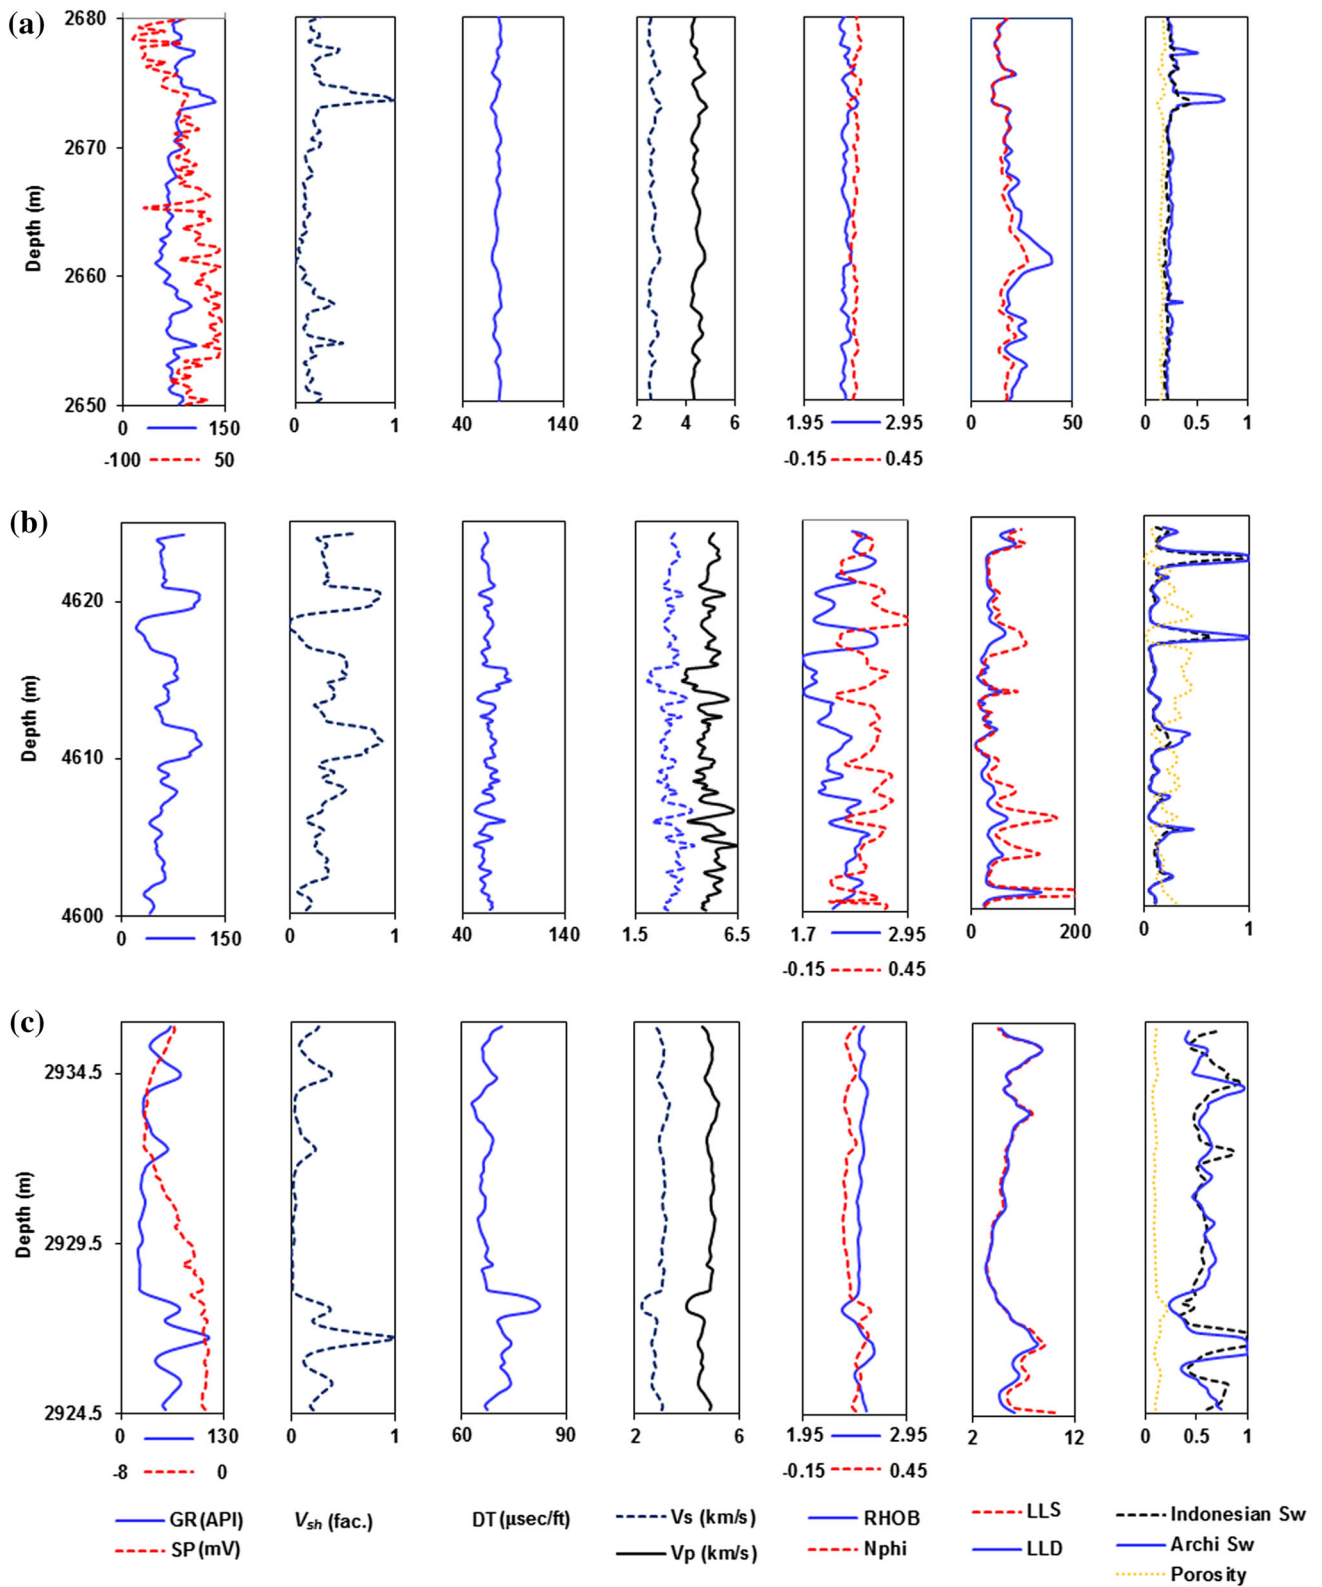 (a)
2680
2670
Depth (m)
2660
2650
0 150 0 1 40 140 2 4 6 1.95 2.95 0 50 0 0.5 1
-100 50 -0.15 0.45
(b)
4620
Depth (m)
4610
4600
0 150 0 1 40 140 1.5 6.5 1.7 2.95 0 200 0 1
-0.15 0.45
(c)
2934.5
Depth (m)
2929.5
2924.5
0 130 0 1 60 90 2 6 1.95 2.95 2 12 0 0.5 1
-8 0 -0.15 0.45
GR(API) Vsh (fac.) DT (µsec/ft) Vs (km/s) RHOB LLS Indonesian Sw
SP(mV) Vp (km/s) Nphi LLD Archi Sw
Porosity